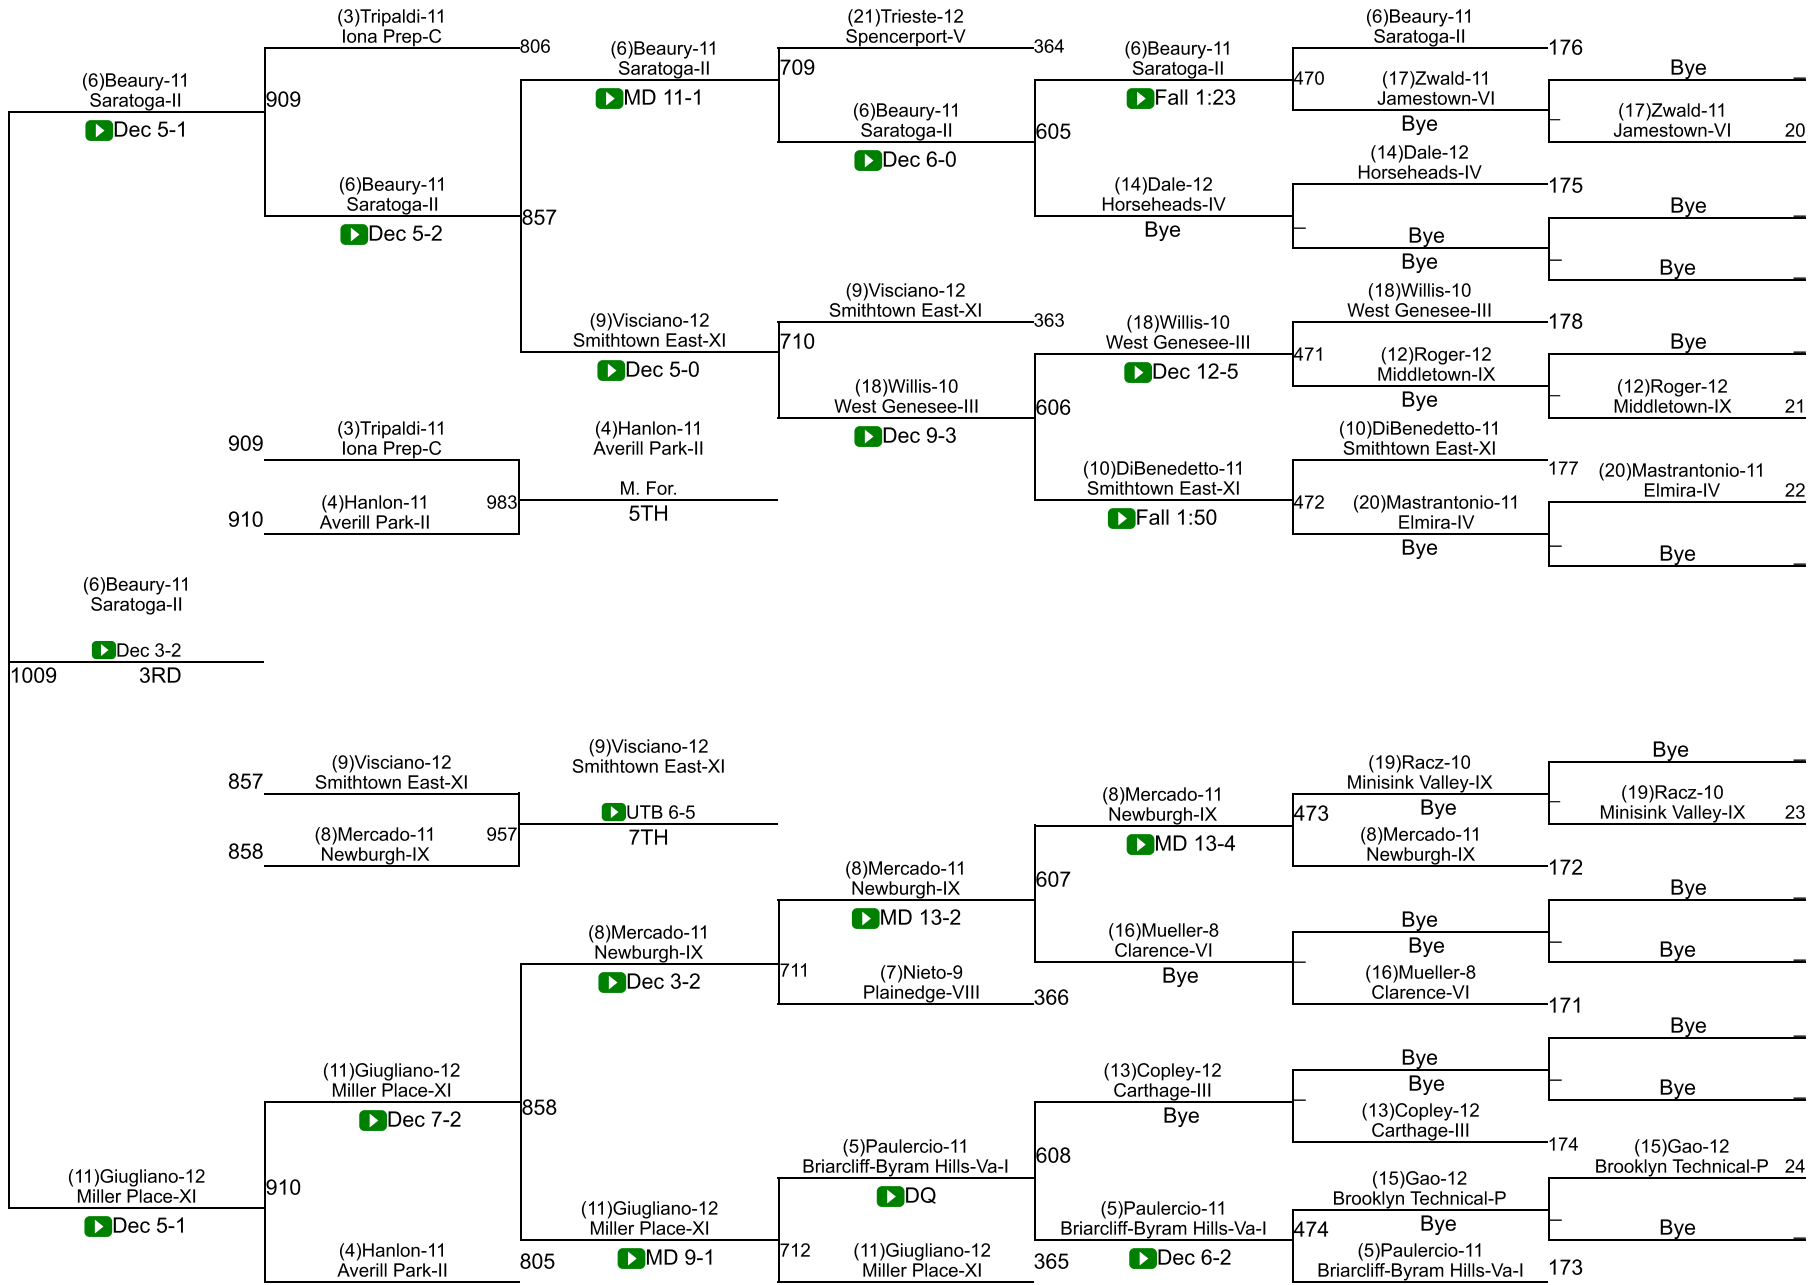 (3)Tripaldi-11
Iona Prep-C
806
(6)Beaury-11
Saratoga-II
Dec 5-1
909
(6)Beaury-11
Saratoga-II
Dec 5-2
857
(6)Beaury-11
Saratoga-II
MD 11-1
709
(21)Trieste-12
Spencerport-V
364
(6)Beaury-11
Saratoga-II
Dec 6-0
605
(6)Beaury-11
Saratoga-II
Fall 1:23
470
(6)Beaury-11
Saratoga-II
176
(17)Zwald-11
Jamestown-VI
Bye
Bye
(17)Zwald-11
Jamestown-VI
20
(14)Dale-12
Horseheads-IV
Bye
(14)Dale-12
Horseheads-IV
175
Bye
Bye
Bye
Bye
(9)Visciano-12
Smithtown East-XI
Dec 5-0
710
(9)Visciano-12
Smithtown East-XI
363
(18)Willis-10
West Genesee-III
Dec 9-3
606
(18)Willis-10
West Genesee-III
Dec 12-5
471
(18)Willis-10
West Genesee-III
178
(12)Roger-12
Middletown-IX
Bye
Bye
(12)Roger-12
Middletown-IX
21
(10)DiBenedetto-11
Smithtown East-XI
Fall 1:50
472
(10)DiBenedetto-11
Smithtown East-XI
177
(20)Mastrantonio-11
Elmira-IV
Bye
(20)Mastrantonio-11
Elmira-IV
22
Bye
909
(3)Tripaldi-11
Iona Prep-C
910
(4)Hanlon-11
Averill Park-II
983
(4)Hanlon-11
Averill Park-II
M. For.
5TH
(6)Beaury-11
Saratoga-II
Dec 3-2
1009
3RD
857
(9)Visciano-12
Smithtown East-XI
858
(8)Mercado-11
Newburgh-IX
957
(9)Visciano-12
Smithtown East-XI
UTB 6-5
7TH
(8)Mercado-11
Newburgh-IX
Dec 3-2
711
(8)Mercado-11
Newburgh-IX
MD 13-2
607
(7)Nieto-9
Plainedge-VIII
366
(8)Mercado-11
Newburgh-IX
MD 13-4
473
(19)Racz-10
Minisink Valley-IX
Bye
Bye
(19)Racz-10
Minisink Valley-IX
23
(8)Mercado-11
Newburgh-IX
172
(16)Mueller-8
Clarence-VI
Bye
Bye
Bye
Bye
Bye
(16)Mueller-8
Clarence-VI
171
(11)Giugliano-12
Miller Place-XI
Dec 5-1
910
(11)Giugliano-12
Miller Place-XI
Dec 7-2
858
(4)Hanlon-11
Averill Park-II
805
(11)Giugliano-12
Miller Place-XI
MD 9-1
712
(5)Paulercio-11
Briarcliff-Byram Hills-Va-I
DQ
608
(11)Giugliano-12
Miller Place-XI
365
(13)Copley-12
Carthage-III
Bye
Bye
Bye
Bye
Bye
(13)Copley-12
Carthage-III
174
(5)Paulercio-11
Briarcliff-Byram Hills-Va-I
Dec 6-2
474
(15)Gao-12
Brooklyn Technical-P
Bye
(15)Gao-12
Brooklyn Technical-P
24
Bye
(5)Paulercio-11
Briarcliff-Byram Hills-Va-I
173